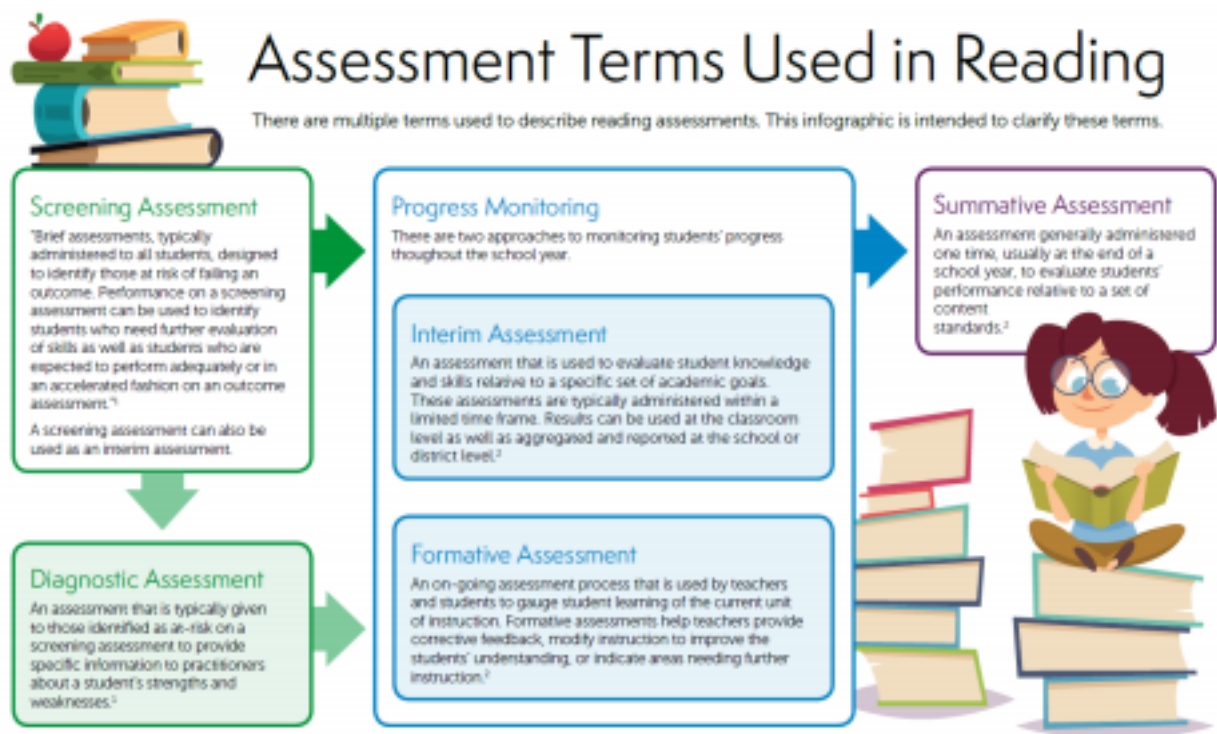 Assessment Terms Used in Reading
There are multiple terms used to describe reading assessments. This infographic is intended to clarify these terms.
Screening Assessment
"Brief assessments, typically
administered to all students, designed
to identify those at risk of failing an
outcome. Performance on a screening
assessment can be used to identify
students who need further evaluation
of skills as well as students who are
expected to perform adequately or in
an accelerated fashion on an outcome
assessment."¹
A screening assessment can also be
used as an interim assessment.
Diagnostic Assessment
An assessment that is typically given
to those identified as at-risk on a
screening assessment to provide
specific information to practitioners
about a student's strengths and
weaknesses.¹
Progress Monitoring
There are two approaches to monitoring students' progress
thoughout the school year.
Interim Assessment
An assessment that is used to evaluate student knowledge
and skills relative to a specific set of academic goals.
These assessments are typically administered within a
limited time frame. Results can be used at the classroom
level as well as aggregated and reported at the school or
district level.²
Formative Assessment
An on-going assessment process that is used by teachers
and students to gauge student learning of the current unit
of instruction. Formative assessments help teachers provide
corrective feedback, modify instruction to improve the
students' understanding, or indicate areas needing further
instruction.²
Summative Assessment
An assessment generally administered
one time, usually at the end of a
school year, to evaluate students'
performance relative to a set of
content
standards.²